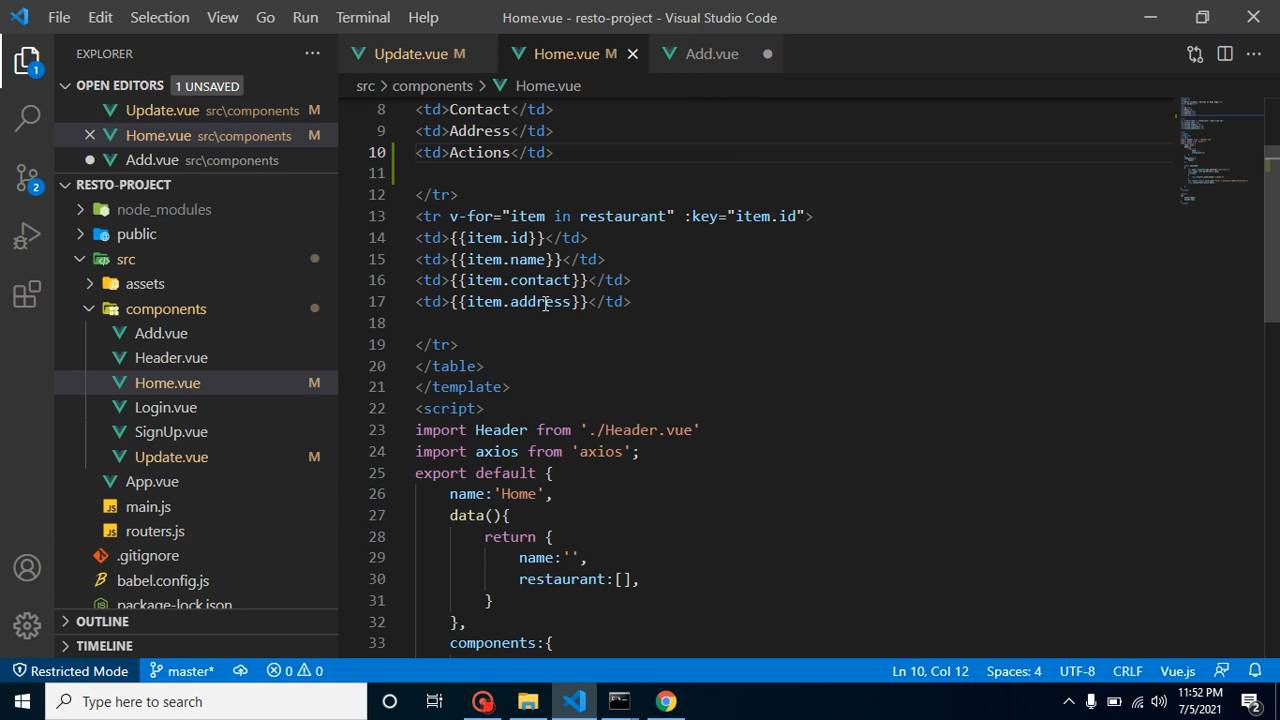 File Edit Selection View Go Run Terminal Help Home.vue - resto-project - Visual Studio Code
EXPLORER
OPEN EDITORS 1 UNSAVED
Update.vue src\components M
Home.vue src\components M
Add.vue src\components
RESTO-PROJECT
node_modules
public
src
assets
components
Add.vue
Header.vue
Home.vue M
Login.vue
SignUp.vue
Update.vue M
App.vue
main.js
routers.js
.gitignore
babel.config.js
package-lock.json
OUTLINE
TIMELINE
1
2
Update.vue M Home.vue M Add.vue
src > components > Home.vue
8 <td>Contact</td>
9 <td>Address</td>
10 <td>Actions</td>
11
12 </tr>
13 <tr v-for="item in restaurant" :key="item.id">
14 <td>{{item.id}}</td>
15 <td>{{item.name}}</td>
16 <td>{{item.contact}}</td>
17 <td>{{item.address}}</td>
18
19 </tr>
20 </table>
21 </template>
22 <script>
23 import Header from './Header.vue'
24 import axios from 'axios';
25 export default {
26 name:'Home',
27 data(){
28 return {
29 name:'',
30 restaurant:[],
31 }
32 },
33 components:{
Restricted Mode master* 0 0 Ln 10, Col 12 Spaces: 4 UTF-8 CRLF Vue.js
Type here to search
11:52 PM
7/5/2021
2